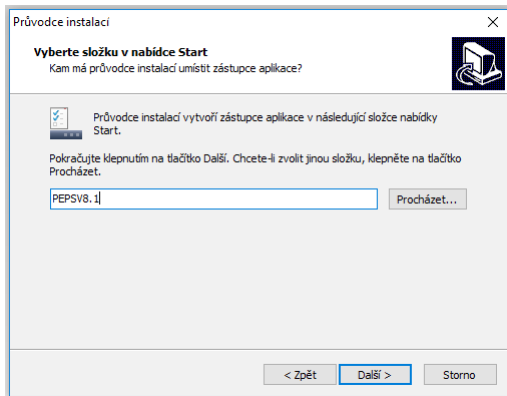 Průvodce instalací
Vyberte složku v nabídce Start
Kam má průvodce instalací umístit zástupce aplikace?
Průvodce instalací vytvoří zástupce aplikace v následující složce nabídky
Start.
Pokračujte klepnutím na tlačítko Další. Chcete-li zvolit jinou složku, klepněte na tlačítko
Procházet.
PEPSV8.1
Procházet...
< Zpět
Další >
Storno